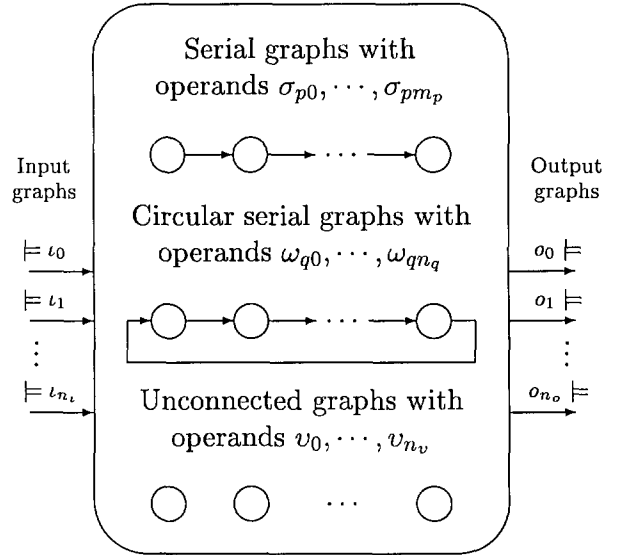 Serial graphs with
operands σ_{p0}, ⋯, σ_{pm_p}
⋯
Input
graphs
Output
graphs
Circular serial graphs with
operands ω_{q0}, ⋯, ω_{qn_q}
⊨ ι_0
o_0 ⊨
⊨ ι_1
o_1 ⊨
⋯
⋮
⋮
⊨ ι_{n_ι}
o_{n_o} ⊨
Unconnected graphs with
operands υ_0, ⋯, υ_{n_υ}
⋯